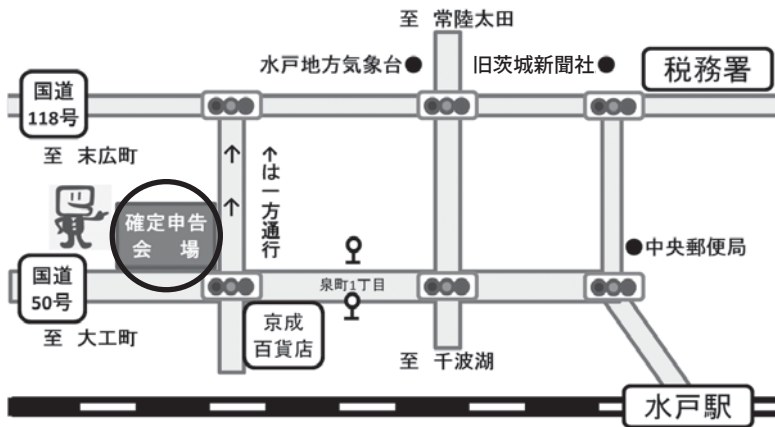 至 常陸太田
水戸地方気象台●
旧茨城新聞社●
税務署
国道
118号
至 末広町
↑は一方通行
確定申告
会 場
●中央郵便局
国道
50号
泉町1丁目
至 大工町
京成
百貨店
至 千波湖
水戸駅